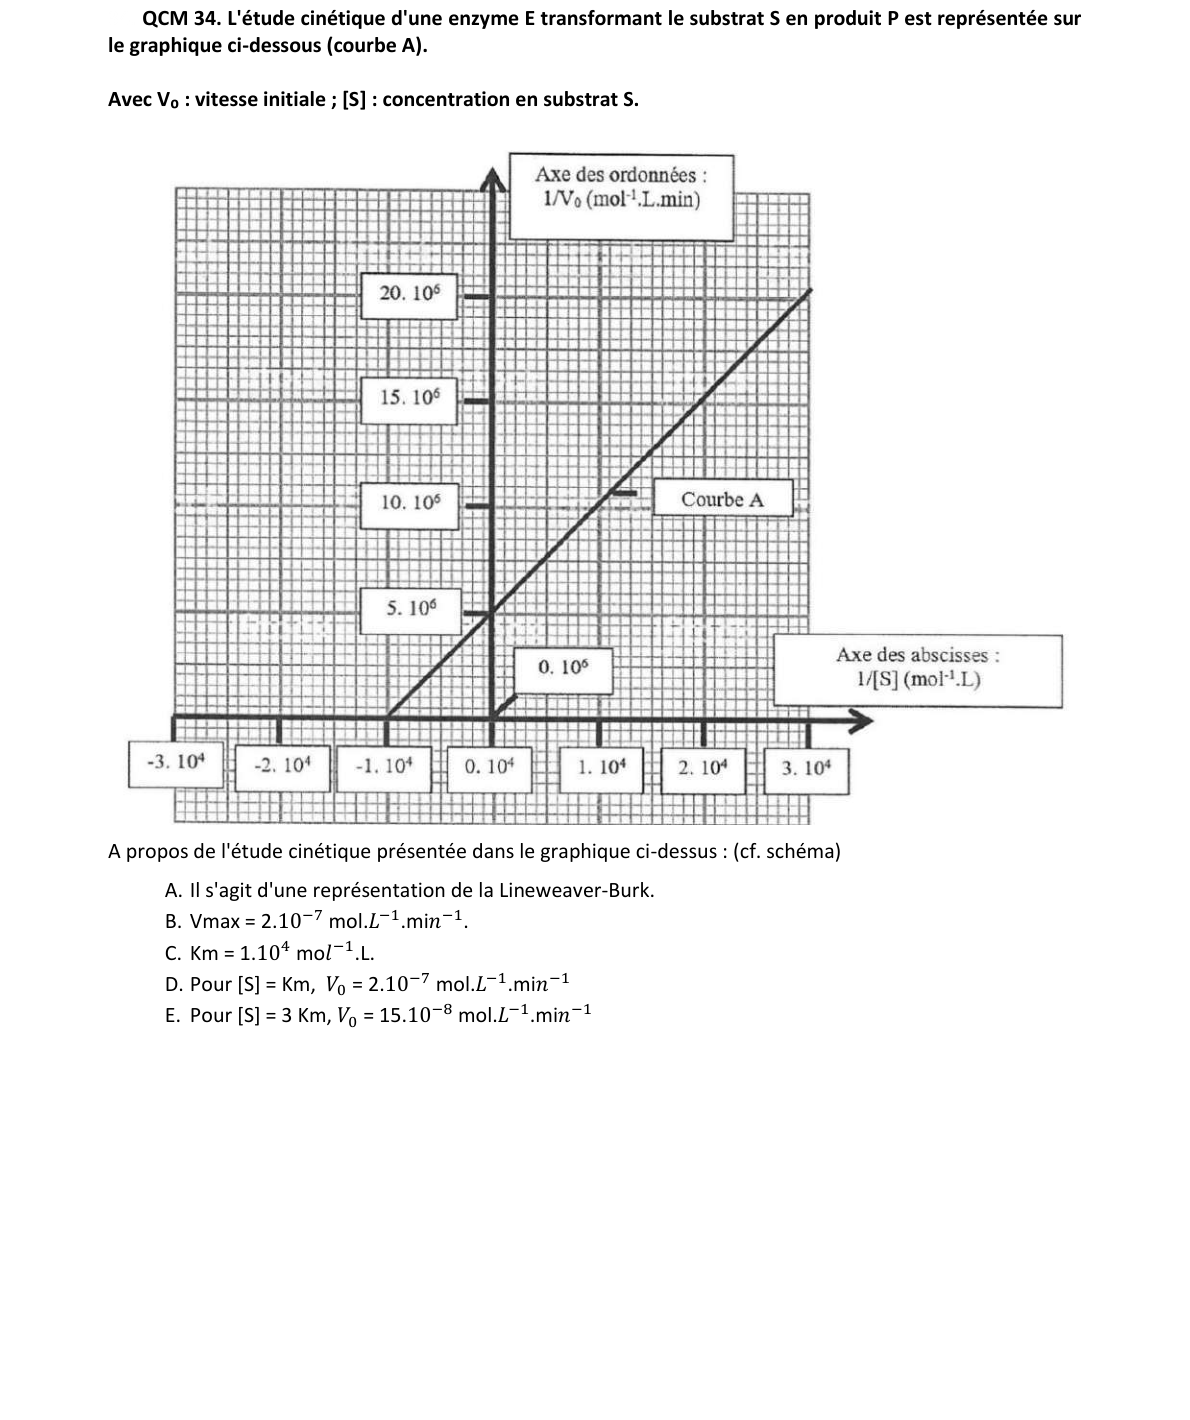 QCM 34. L'étude cinétique d'une enzyme E transformant le substrat S en produit P est représentée sur
le graphique ci-dessous (courbe A).
Avec V₀ : vitesse initiale ; [S] : concentration en substrat S.
Axe des ordonnées :
1/V₀ (mol⁻¹.L.min)
20. 10⁶
15. 10⁶
10. 10⁶
Courbe A
5. 10⁶
0. 10⁶
Axe des abscisses :
1/[S] (mol⁻¹.L)
-3. 10⁴
-2. 10⁴
-1. 10⁴
0. 10⁴
1. 10⁴
2. 10⁴
3. 10⁴
A propos de l'étude cinétique présentée dans le graphique ci-dessus : (cf. schéma)
A. Il s'agit d'une représentation de la Lineweaver-Burk.
B. Vmax = 2.10⁻⁷ mol.L⁻¹.min⁻¹.
C. Km = 1.10⁴ mol⁻¹.L.
D. Pour [S] = Km, V₀ = 2.10⁻⁷ mol.L⁻¹.min⁻¹
E. Pour [S] = 3 Km, V₀ = 15.10⁻⁸ mol.L⁻¹.min⁻¹